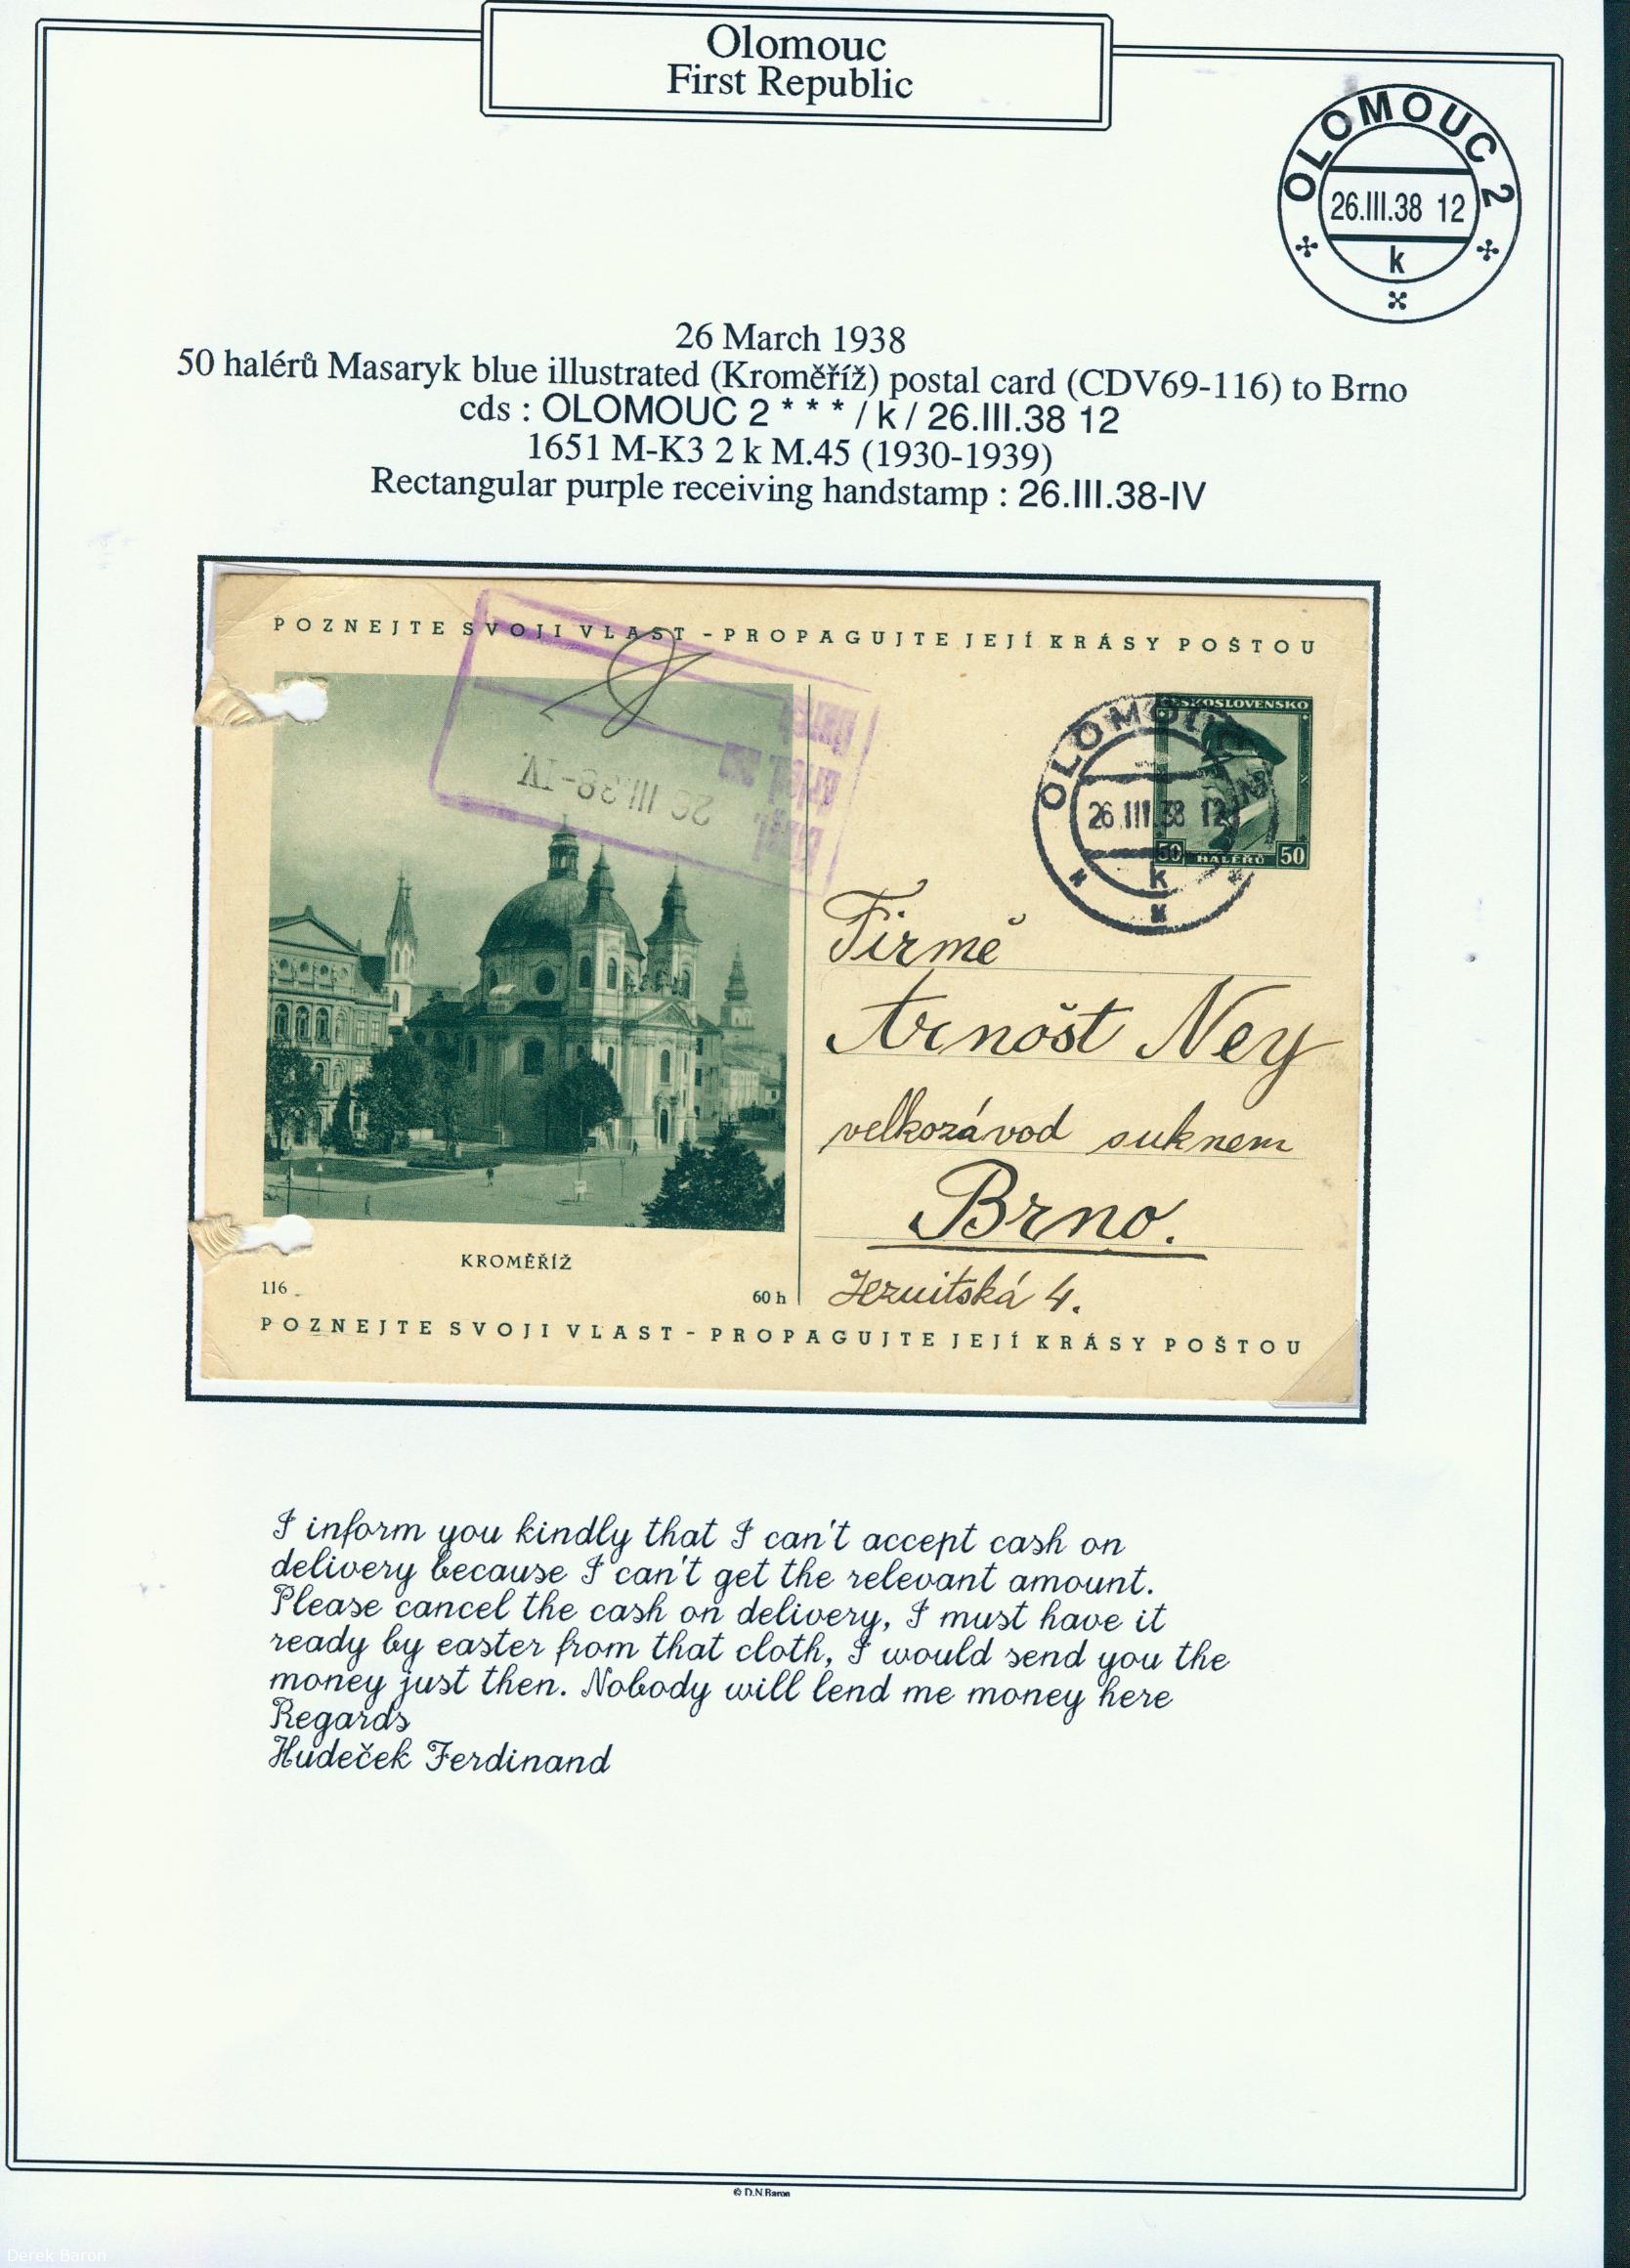 Olomouc
First Republic
OLOMOUC 2
26.III.38 12
k
26 March 1938
50 halérů Masaryk blue illustrated (Kroměříž) postal card (CDV69-116) to Brno
cds : OLOMOUC 2 * * * / k / 26.III.38 12
1651 M-K3 2 k M.45 (1930-1939)
Rectangular purple receiving handstamp : 26.III.38-IV
POZNEJTE SVOJI VLAST - PROPAGUJTE JEJÍ KRÁSY POŠTOU
26 III.38-IV.
ČESKOSLOVENSKO
OLOMOUC 2
26.III.38 12
k
50 HALÉŘŮ 50
Firmě
Arnošt Ney
velkozávod suknem
Brno.
Jezuitská 4.
KROMĚŘÍŽ
116
60 h
POZNEJTE SVOJI VLAST - PROPAGUJTE JEJÍ KRÁSY POŠTOU
I inform you kindly that I can't accept cash on
delivery because I can't get the relevant amount.
Please cancel the cash on delivery, I must have it
ready by easter from that cloth, I would send you the
money just then. Nobody will lend me money here
Regards
Hudeček Ferdinand
© D.N.Baron
Derek Baron